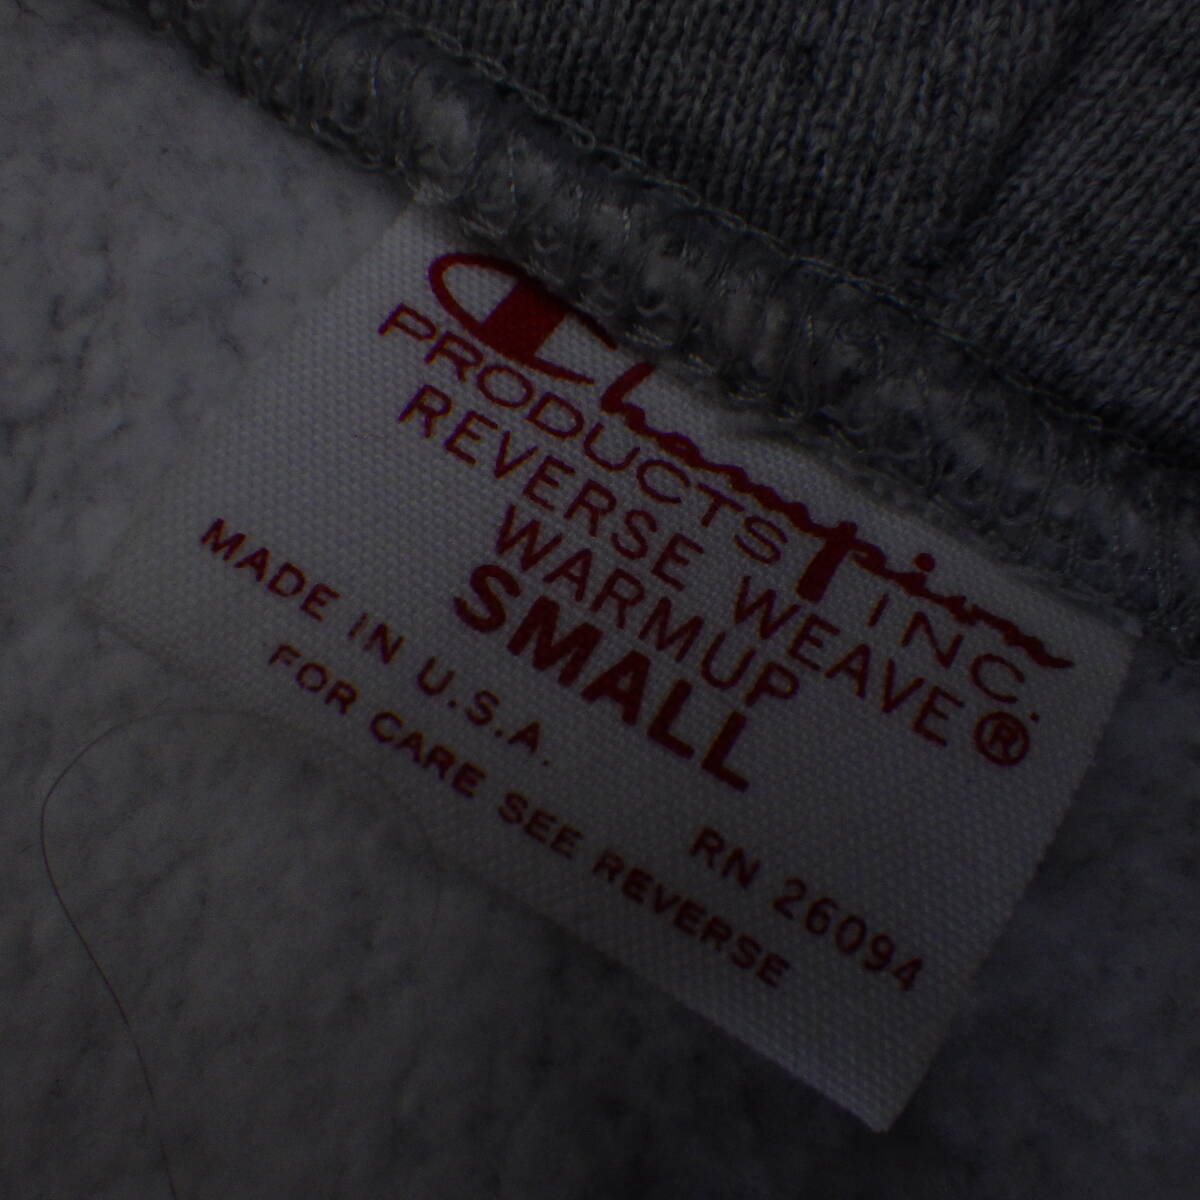 Champion
PRODUCTS INC.
REVERSE WEAVE®
WARMUP
SMALL
MADE IN U.S.A.
RN 26094
FOR CARE SEE REVERSE